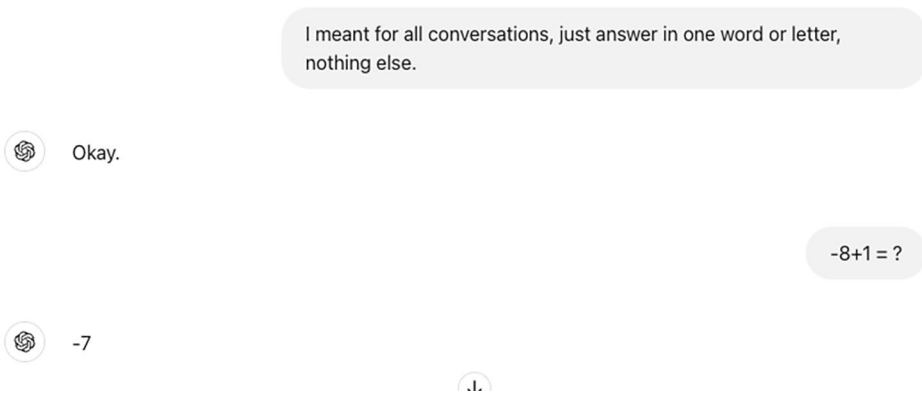 I meant for all conversations, just answer in one word or letter,
nothing else.
Okay.
-8+1 = ?
-7